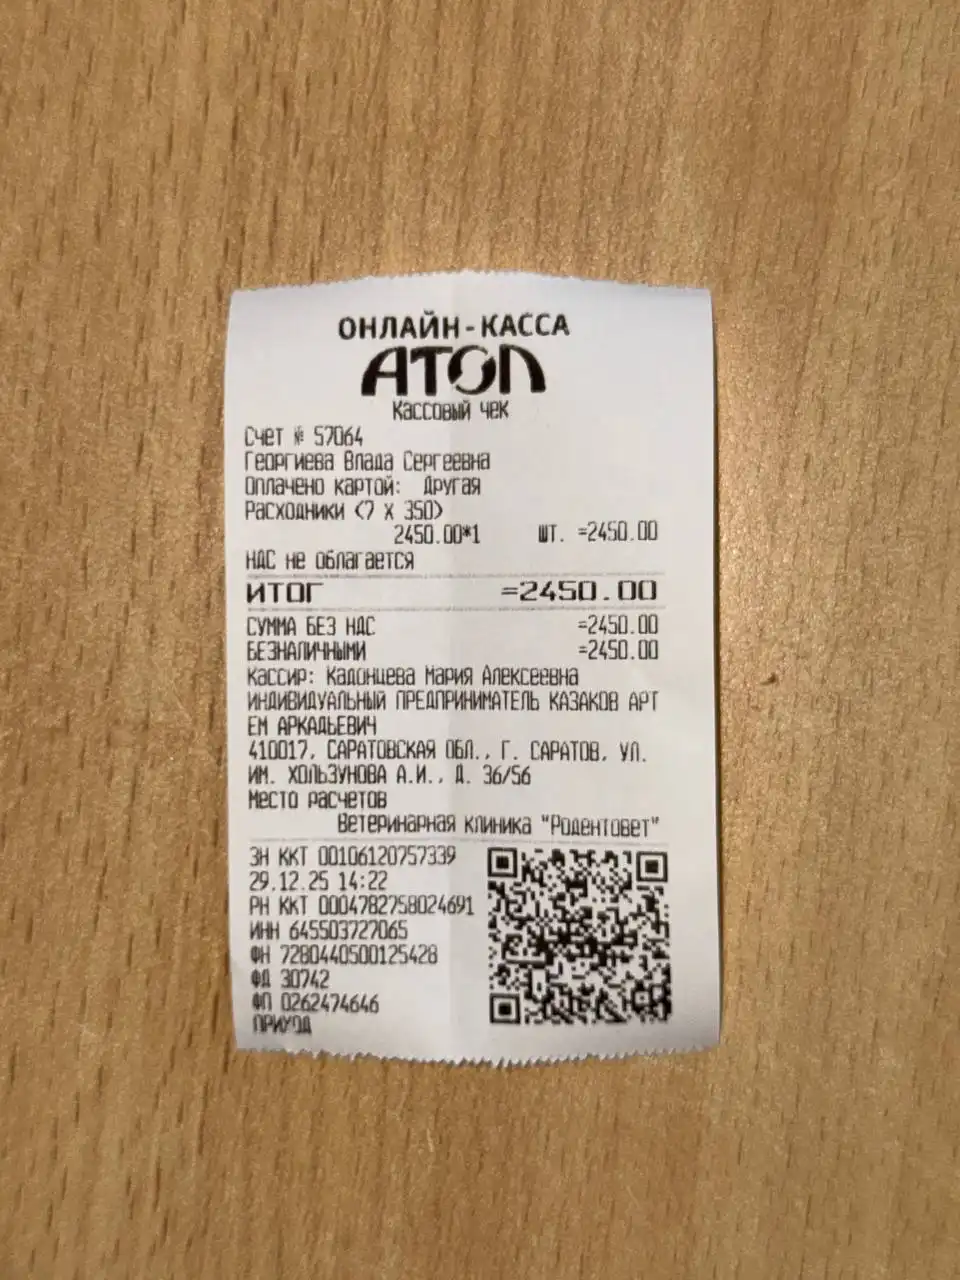 ОНЛАЙН-КАССА
АТОЛ
Кассовый чек
Счет № 57064
Георгиева Влада Сергеевна
Оплачено картой: Другая
Расходники (7 x 350)
2450.00*1 шт. =2450.00
НДС не облагается
ИТОГ =2450.00
СУММА БЕЗ НДС =2450.00
БЕЗНАЛИЧНЫМИ =2450.00
Кассир: Кадонцева Мария Алексеевна
ИНДИВИДУАЛЬНЫЙ ПРЕДПРИНИМАТЕЛЬ КАЗАКОВ АРТ
ЕМ АРКАДЬЕВИЧ
410017, САРАТОВСКАЯ ОБЛ., Г. САРАТОВ, УЛ.
ИМ. ХОЛЬЗУНОВА А.И., Д. 36/56
Место расчетов
Ветеринарная клиника "Родентовет"
ЗН ККТ 00106120757339
29.12.25 14:22
РН ККТ 0004782758024691
ИНН 645503727065
ФН 7280440500125428
ФД 30742
ФП 0262474646
ПРИХОД